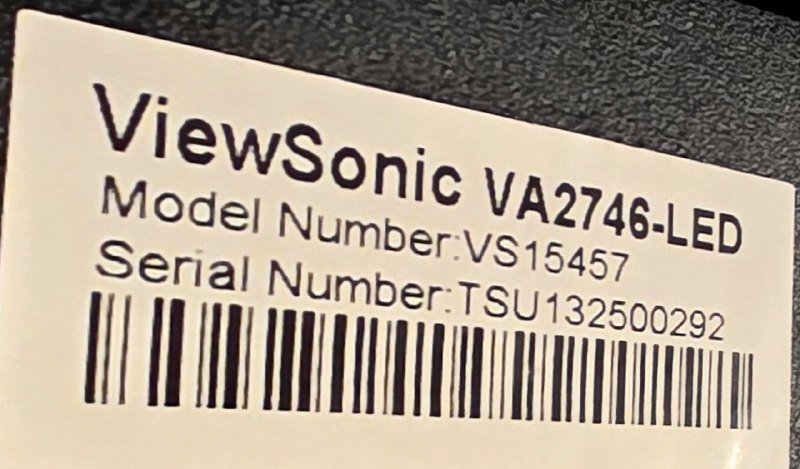 ViewSonic VA2746-LED
Model Number:VS15457
Serial Number:TSU132500292